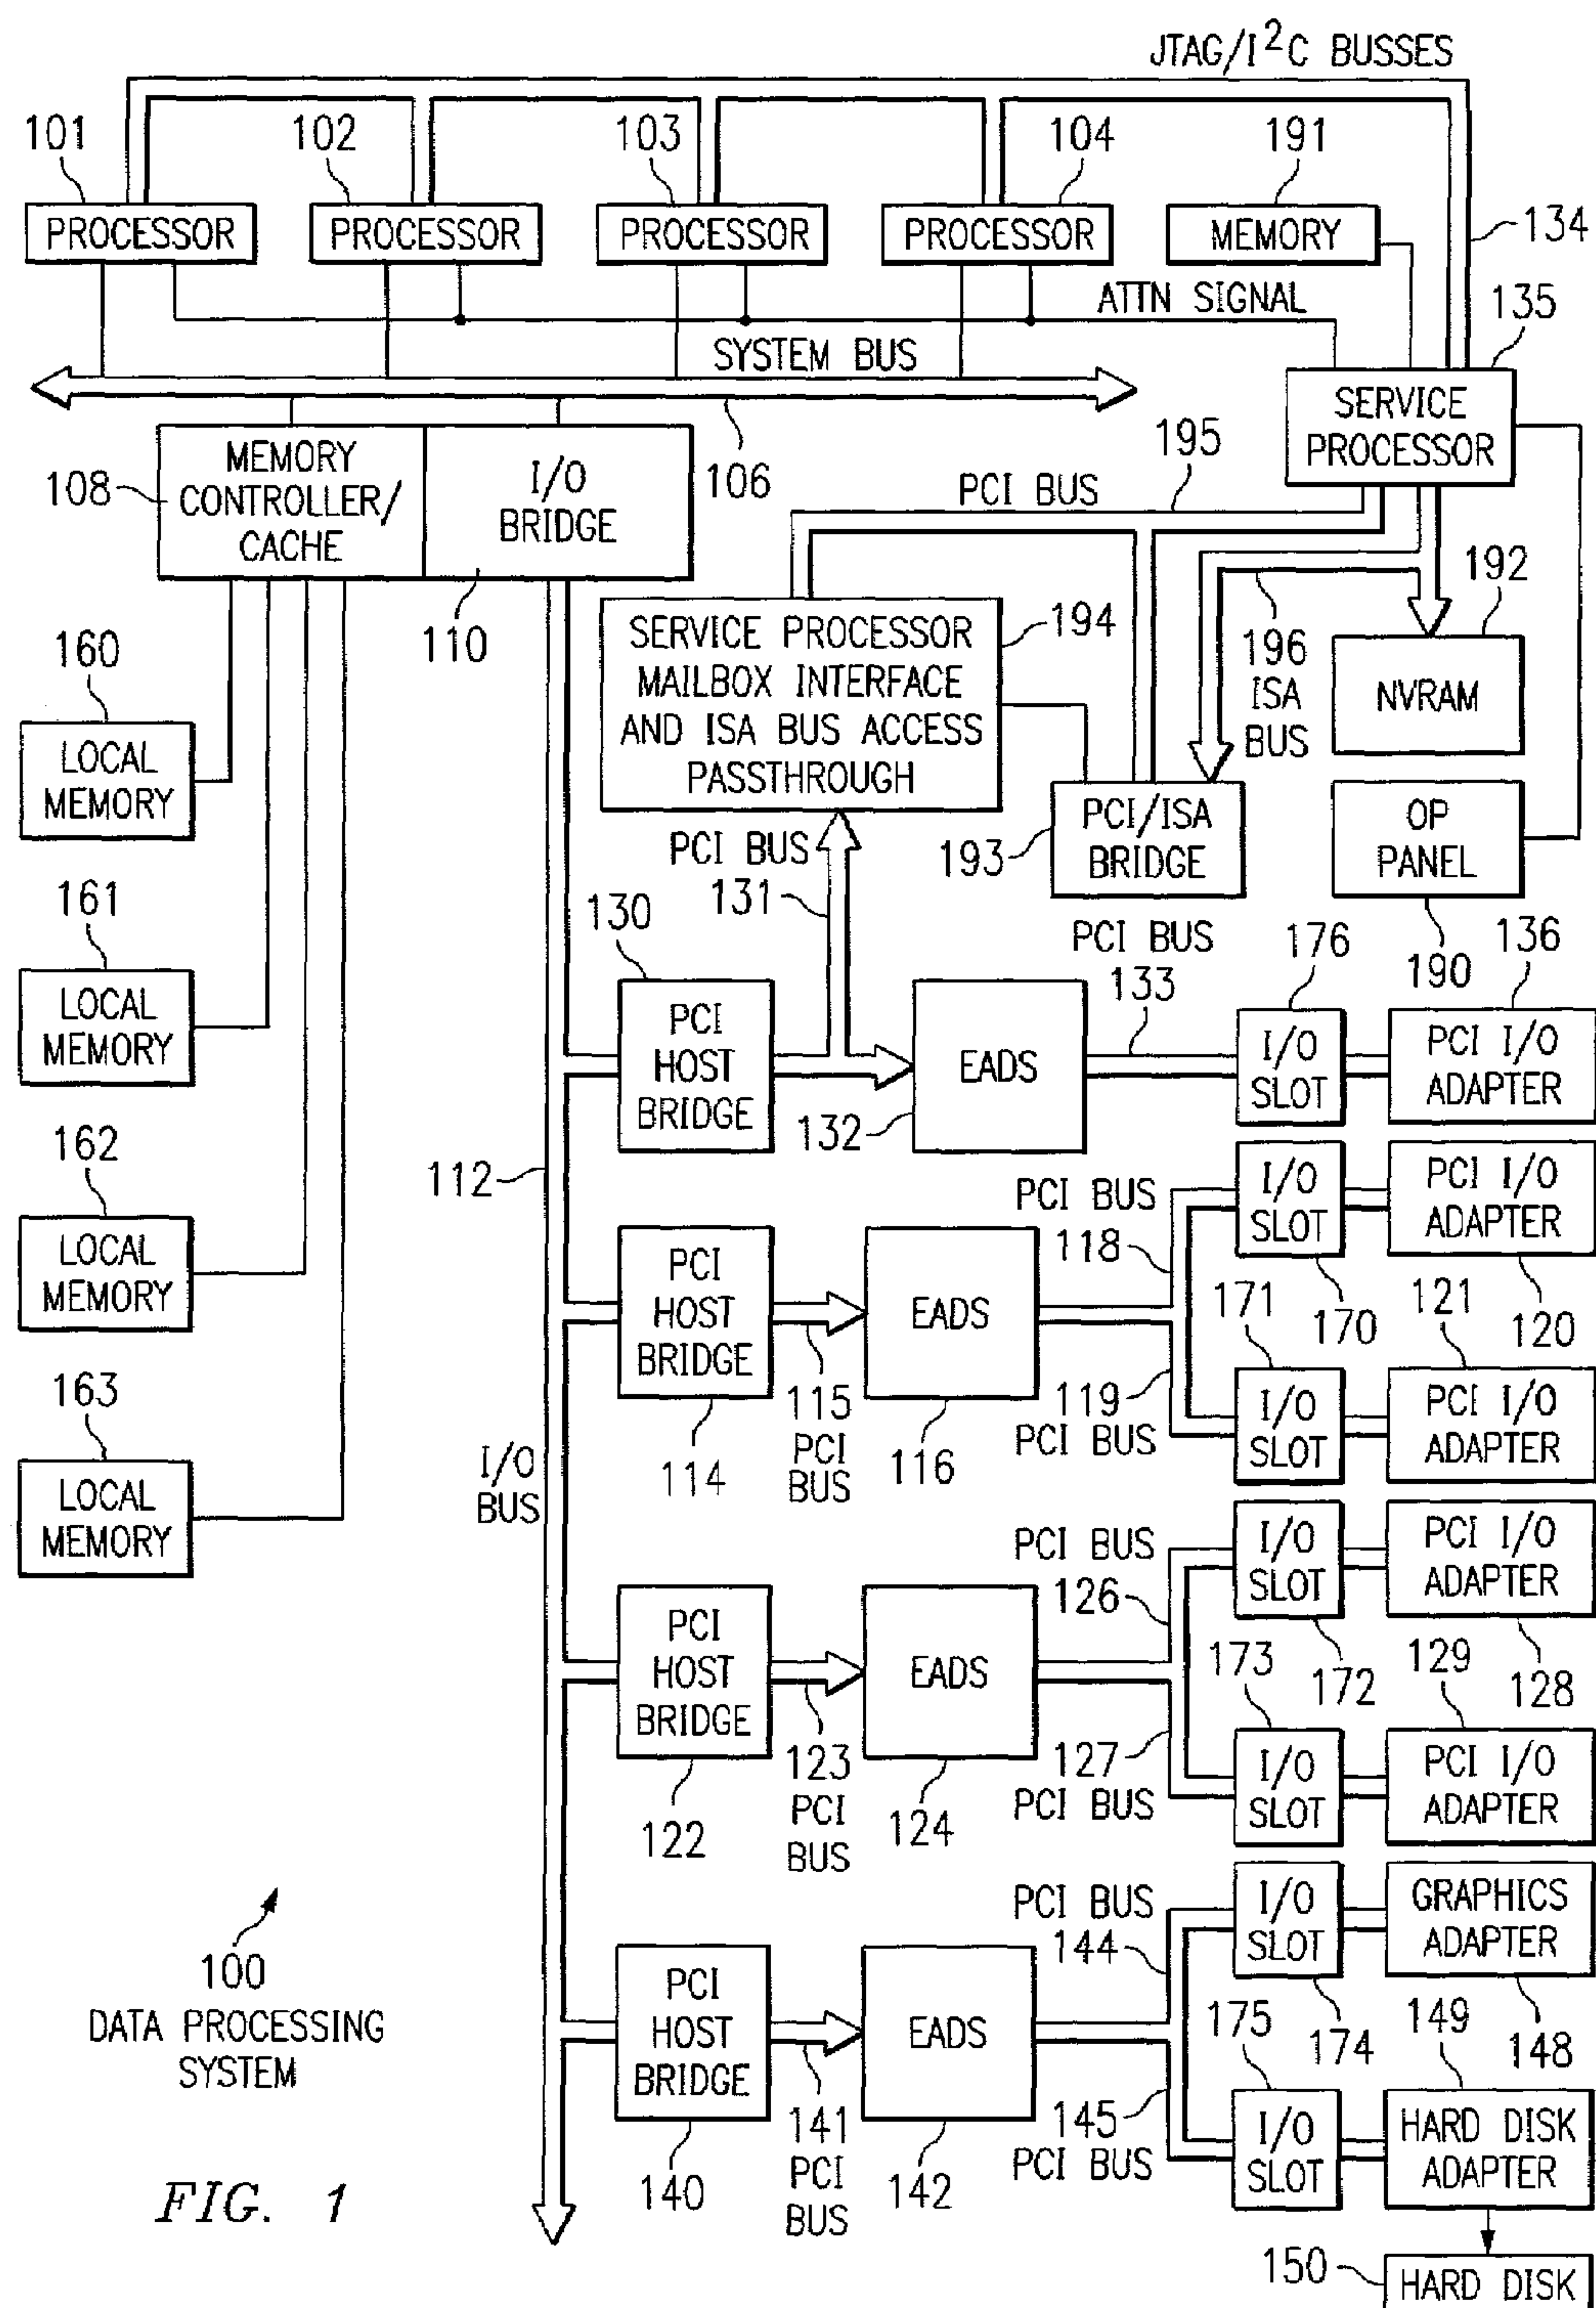 JTAG/I²C BUSSES
101
102
103
104
191
PROCESSOR
PROCESSOR
PROCESSOR
PROCESSOR
MEMORY
134
ATTN SIGNAL
135
SYSTEM BUS
SERVICE
PROCESSOR
106
108
MEMORY
CONTROLLER/
CACHE
I/O
BRIDGE
110
195
PCI BUS
192
196
ISA
BUS
NVRAM
194
SERVICE PROCESSOR
MAILBOX INTERFACE
AND ISA BUS ACCESS
PASSTHROUGH
160
LOCAL
MEMORY
PCI BUS
131
193
PCI/ISA
BRIDGE
OP
PANEL
190
161
LOCAL
MEMORY
130
PCI
HOST
BRIDGE
EADS
132
PCI BUS
133
176
I/O
SLOT
136
PCI I/O
ADAPTER
112
162
LOCAL
MEMORY
PCI
HOST
BRIDGE
114
115
PCI
BUS
EADS
116
PCI BUS
118
I/O
SLOT
170
PCI I/O
ADAPTER
120
119
PCI BUS
171
I/O
SLOT
121
PCI I/O
ADAPTER
163
LOCAL
MEMORY
I/O
BUS
PCI
HOST
BRIDGE
122
123
PCI
BUS
EADS
124
PCI BUS
126
I/O
SLOT
172
PCI I/O
ADAPTER
128
127
PCI BUS
173
I/O
SLOT
129
PCI I/O
ADAPTER
100
DATA PROCESSING
SYSTEM
PCI
HOST
BRIDGE
140
141
PCI
BUS
EADS
142
PCI BUS
144
I/O
SLOT
174
GRAPHICS
ADAPTER
148
145
PCI BUS
175
I/O
SLOT
149
HARD DISK
ADAPTER
150
HARD DISK
FIG. 1